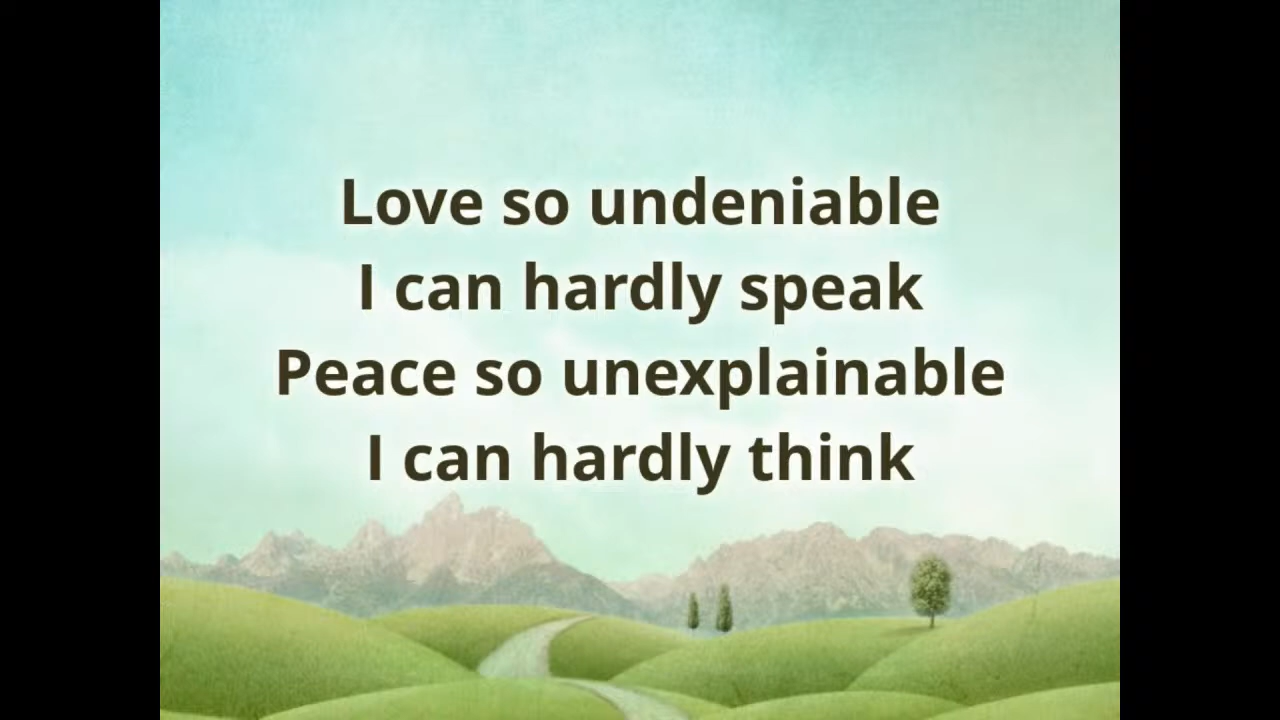 Love so undeniable
I can hardly speak
Peace so unexplainable
I can hardly think